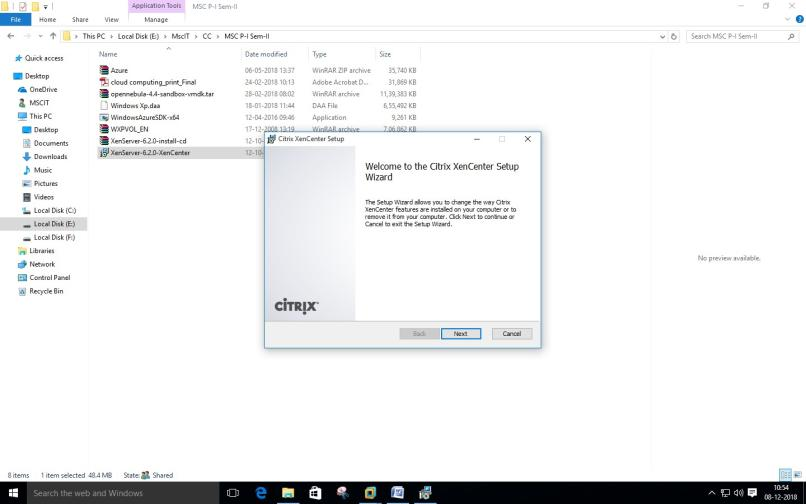 Application Tools MSC P-I Sem-II
File Home Share View Manage
This PC > Local Disk (E:) > MscIT > CC > MSC P-I Sem-II
Search MSC P-I Sem-II
Quick access
Desktop
OneDrive
MSCIT
This PC
Desktop
Documents
Downloads
Music
Pictures
Videos
Local Disk (C:)
Local Disk (E:)
Local Disk (F:)
Libraries
Network
Control Panel
Recycle Bin
Name Date modified Type Size
Azure 06-05-2018 13:37 WinRAR ZIP archive 35,740 KB
cloud computing_print_Final 24-02-2018 10:13 Adobe Acrobat D... 31,869 KB
opennebula-4.4-sandbox-vmdk.tar 28-02-2018 08:02 WinRAR archive 11,39,383 KB
Windows Xp.daa 18-01-2018 11:44 DAA File 6,55,492 KB
WindowsAzureSDK-x64 12-04-2016 09:46 Application 9,261 KB
WXPVOL_EN 17-12-2008 13:19 WinRAR archive 7,06,862 KB
XenServer-6.2.0-install-cd 12-10-
XenServer-6.2.0-XenCenter 12-10-
Citrix XenCenter Setup
Welcome to the Citrix XenCenter Setup
Wizard
The Setup Wizard allows you to change the way Citrix
XenCenter features are installed on your computer or to
remove it from your computer. Click Next to continue or
Cancel to exit the Setup Wizard.
CITRIX
Back Next Cancel
No preview available.
8 items 1 item selected 48.4 MB State: Shared
Search the web and Windows
10:54
08-12-2018